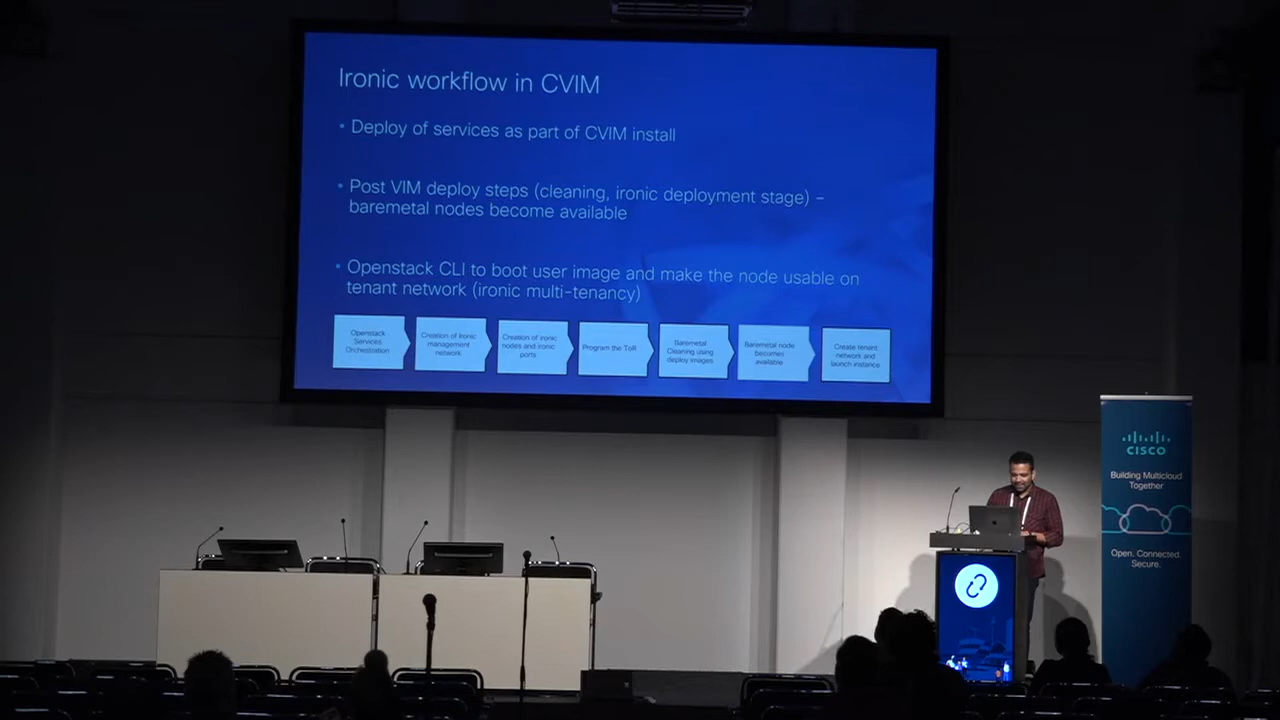 Ironic workflow in CVIM
• Deploy of services as part of CVIM install
• Post VIM deploy steps (cleaning, ironic deployment stage) –
baremetal nodes become available
• Openstack CLI to boot user image and make the node usable on
tenant network (ironic multi-tenancy)
Openstack
Services
Orchestration
Creation of Ironic
management
network
Creation of ironic
nodes and ironic
ports
Program the ToR
Baremetal
Cleaning using
deploy images
Baremetal node
becomes
available
Create tenant
network and
launch instance
CISCO
Building Multicloud
Together
Open. Connected.
Secure.